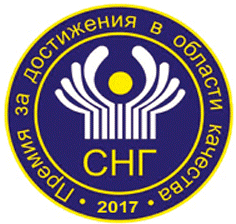 Премия за достижения в области качества
СНГ
• 2017 •